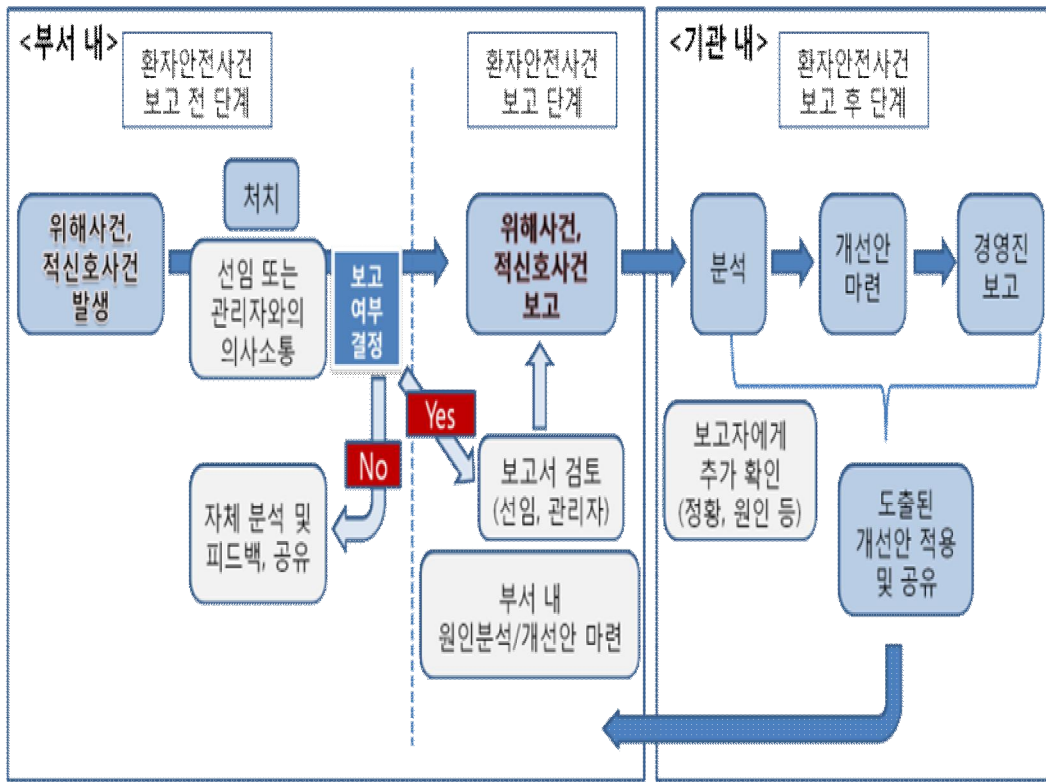 <부서 내>
환자안전사건
보고 전 단계
환자안전사건
보고 단계
<기관 내>
환자안전사건
보고 후 단계
위해사건,
적신호사건
발생
처치
선임 또는
관리자와의
의사소통
보고
여부
결정
위해사건,
적신호사건
보고
분석
개선안
마련
경영진
보고
No
Yes
자체 분석 및
피드백, 공유
보고서 검토
(선임, 관리자)
부서 내
원인분석/개선안 마련
보고자에게
추가 확인
(정황, 원인 등)
도출된
개선안 적용
및 공유